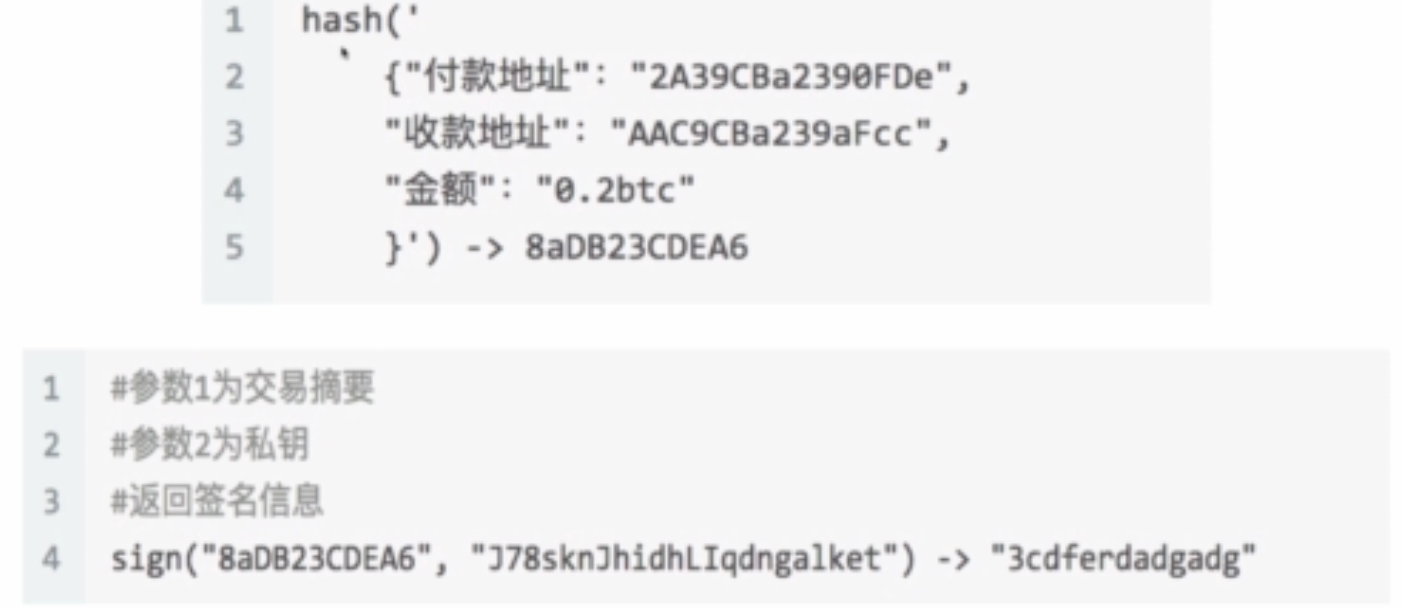 1 hash('
2 {"付款地址": "2A39CBa2390FDe",
3 "收款地址": "AAC9CBa239aFcc",
4 "金额": "0.2btc"
5 }') -> 8aDB23CDEA6
1 #参数1为交易摘要
2 #参数2为私钥
3 #返回签名信息
4 sign("8aDB23CDEA6", "J78sknJhidhLIqdngalket") -> "3cdferdadgadg"